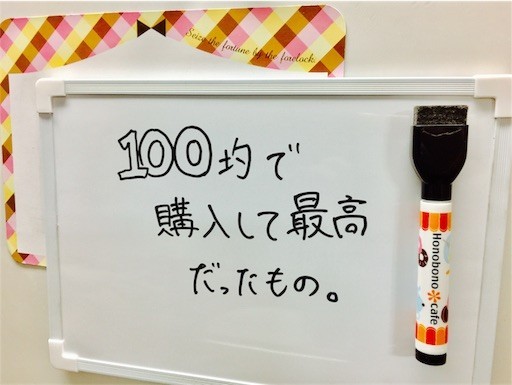 Seize the fortune by the forelock.
100均で
購入して最高
だったもの。
Honobono cafe